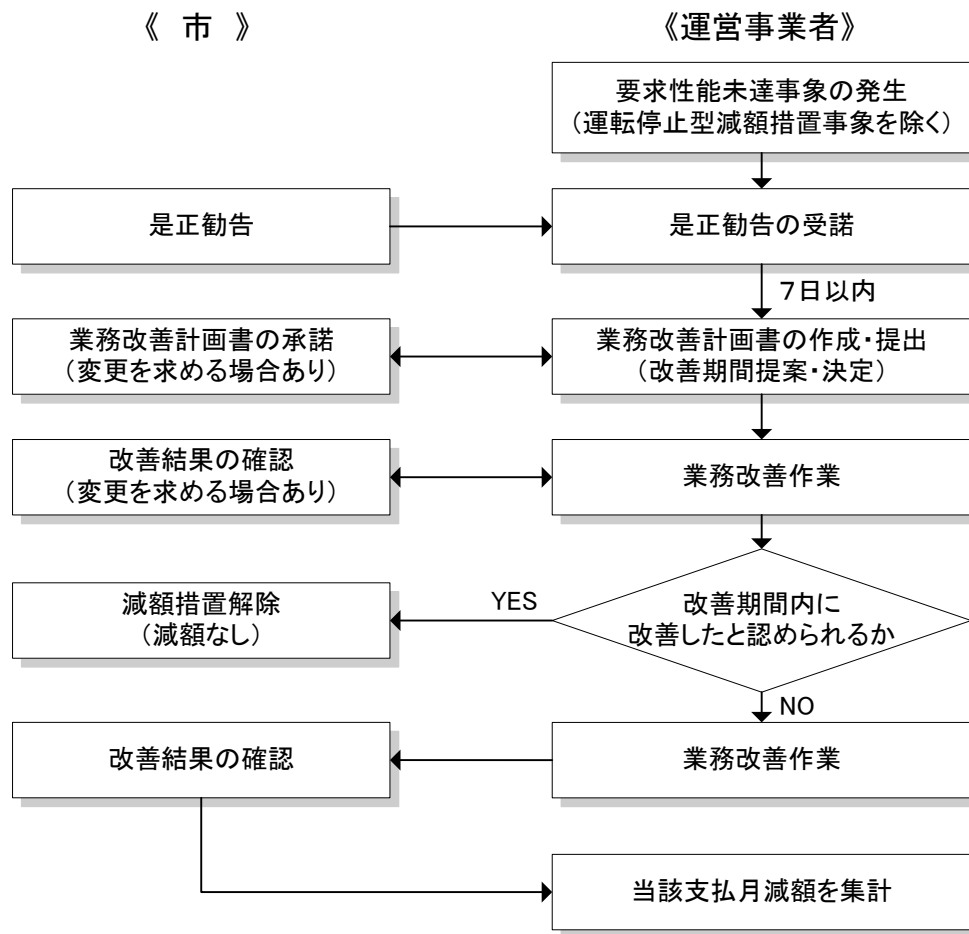 《 市 》
《運営事業者》
要求性能未達事象の発生
（運転停止型減額措置事象を除く）
是正勧告
是正勧告の受諾
７日以内
業務改善計画書の承諾
（変更を求める場合あり）
業務改善計画書の作成・提出
（改善期間提案・決定）
改善結果の確認
（変更を求める場合あり）
業務改善作業
減額措置解除
（減額なし）
YES
改善期間内に
改善したと認められるか
NO
改善結果の確認
業務改善作業
当該支払月減額を集計